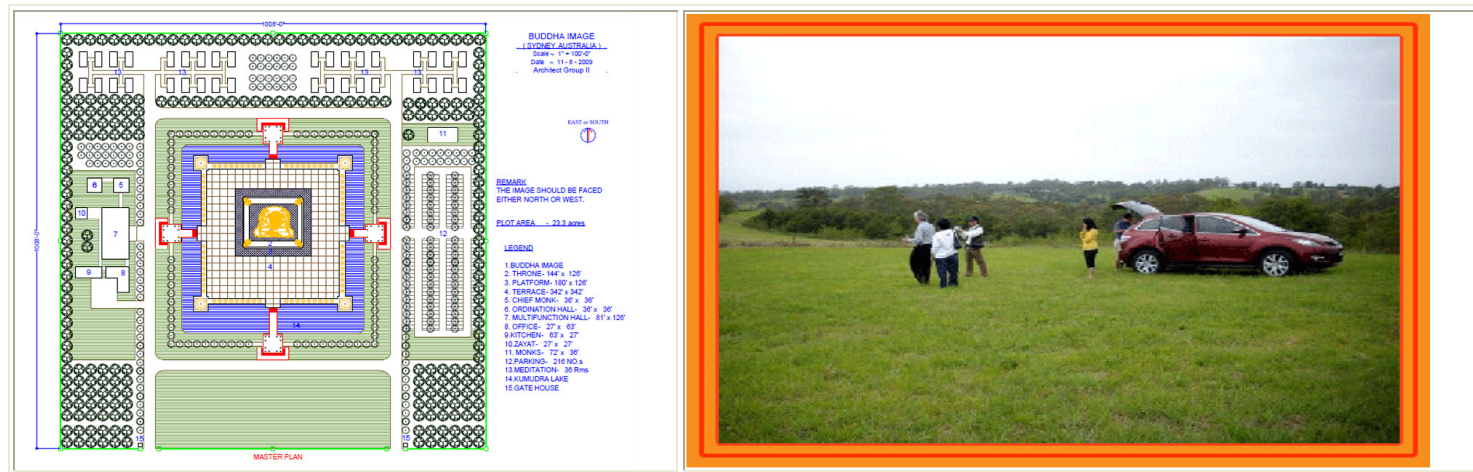 1008'-0"
BUDDHA IMAGE
( SYDNEY, AUSTRALIA )
Scale ~ 1" = 100'-0"
Date ~ 11 - 6 - 2009
Architect Group II
13 13 13 13
EAST or SOUTH
11
REMARK
THE IMAGE SHOULD BE FACED
EITHER NORTH OR WEST.
6 5
10
PLOT AREA - 23.3 acres
7
12
1008'-0"
2
3
4
9 8
LEGEND
1.BUDDHA IMAGE
2. THRONE- 144' x 126'
3. PLATFORM- 180' x 126'
4. TERRACE- 342' x 342'
5. CHIEF MONK- 36' x 36'
6. ORDINATION HALL- 36' x 36'
7. MULTIFUNCTION HALL- 81' x 126'
8. OFFICE- 27' x 63'
9.KITCHEN- 63' x 27'
10.ZAYAT- 27' x 27'
11. MONKS- 72' x 36'
12.PARKING- 216 NO.s
13.MEDITATION- 36 Rms
14.KUMUDRA LAKE
15.GATE HOUSE
14
15 15
MASTER PLAN